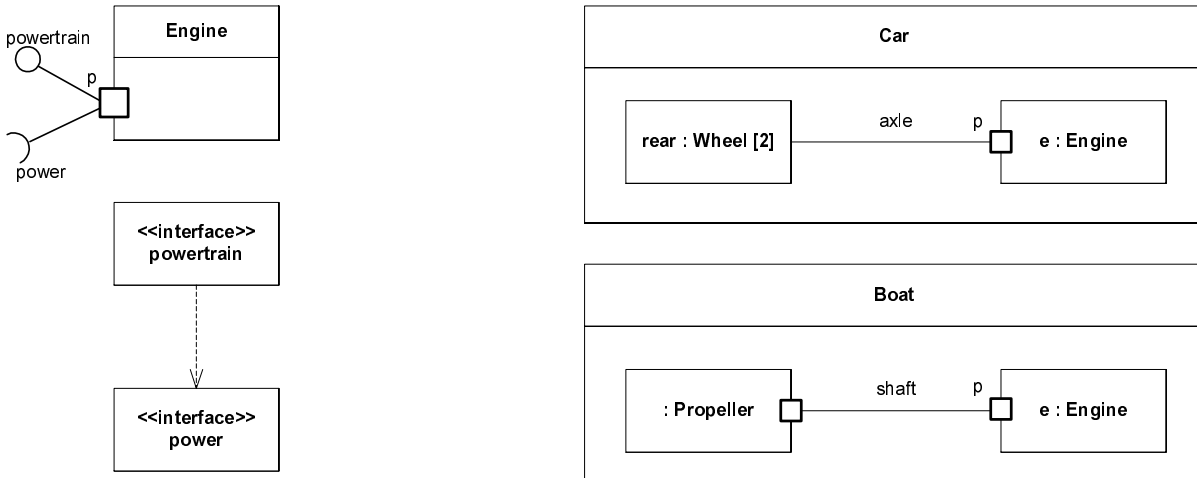 Engine
powertrain
p
power
<<interface>>
powertrain
<<interface>>
power
Car
rear : Wheel [2]
axle
p
e : Engine
Boat
: Propeller
shaft
p
e : Engine